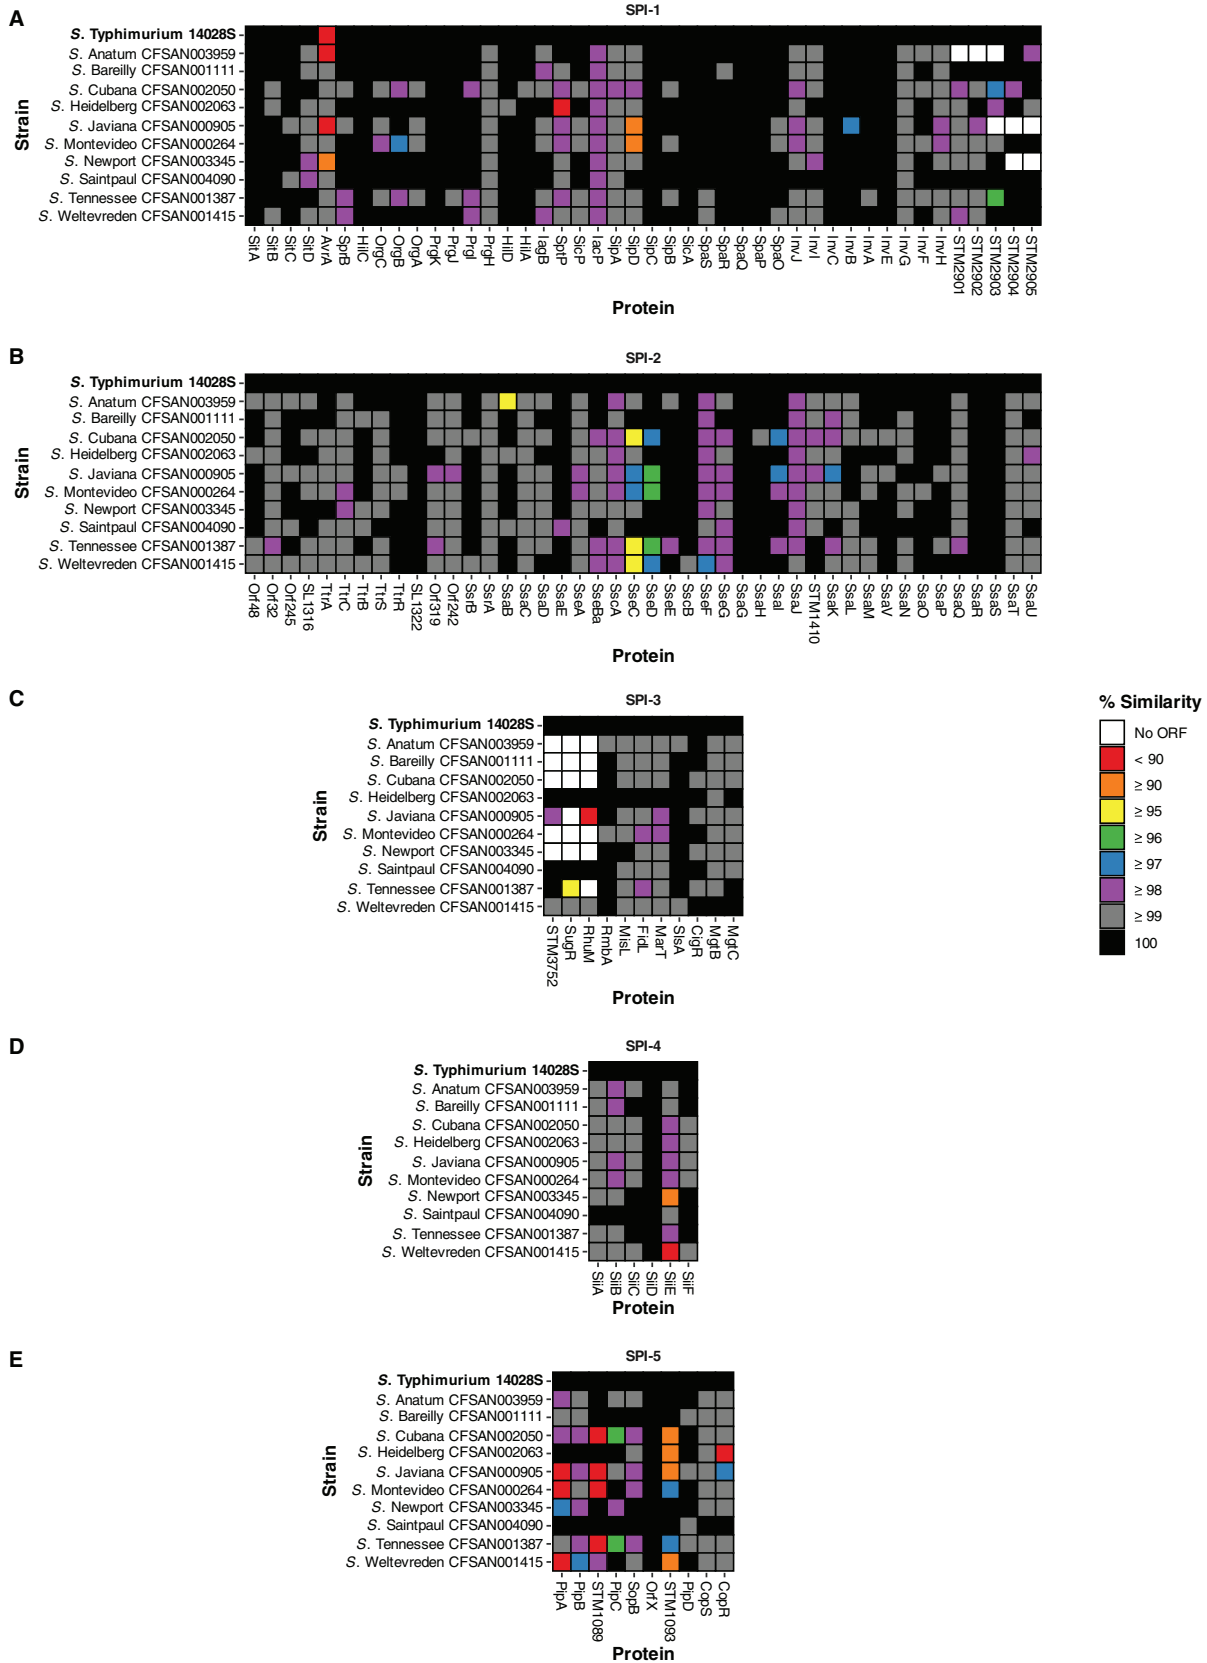 A
SPI-1
S. Typhimurium 14028S
S. Anatum CFSAN003959
S. Bareilly CFSAN001111
S. Cubana CFSAN002050
S. Heidelberg CFSAN002063
S. Javiana CFSAN000905
S. Montevideo CFSAN000264
S. Newport CFSAN003345
S. Saintpaul CFSAN004090
S. Tennessee CFSAN001387
S. Weltevreden CFSAN001415
Strain
SitA
SitB
SitC
SitD
AvrA
SprB
HilC
OrgC
OrgB
OrgA
PrgK
PrgJ
PrgI
PrgH
HilD
HilA
IagB
SptP
SicP
IacP
SipA
SipD
SipC
SipB
SicA
SpaS
SpaR
SpaQ
SpaP
SpaO
InvJ
InvI
InvC
InvB
InvA
InvE
InvG
InvF
InvH
STM2901
STM2902
STM2903
STM2904
STM2905
Protein
B
SPI-2
S. Typhimurium 14028S
S. Anatum CFSAN003959
S. Bareilly CFSAN001111
S. Cubana CFSAN002050
S. Heidelberg CFSAN002063
S. Javiana CFSAN000905
S. Montevideo CFSAN000264
S. Newport CFSAN003345
S. Saintpaul CFSAN004090
S. Tennessee CFSAN001387
S. Weltevreden CFSAN001415
Strain
Orf48
Orf32
Orf245
SL1316
TtrA
TtrC
TtrB
TtrS
TtrR
SL1322
Orf319
Orf242
SsrB
SsrA
SsaB
SsaC
SsaD
SsaE
SseA
SseBa
SscA
SseC
SseD
SseE
SscB
SseF
SseG
SsaG
SsaH
SsaI
SsaJ
STM1410
SsaK
SsaL
SsaM
SsaV
SsaN
SsaO
SsaP
SsaQ
SsaR
SsaS
SsaT
SsaU
Protein
C
SPI-3
S. Typhimurium 14028S
S. Anatum CFSAN003959
S. Bareilly CFSAN001111
S. Cubana CFSAN002050
S. Heidelberg CFSAN002063
S. Javiana CFSAN000905
S. Montevideo CFSAN000264
S. Newport CFSAN003345
S. Saintpaul CFSAN004090
S. Tennessee CFSAN001387
S. Weltevreden CFSAN001415
Strain
STM3752
SugR
RhuM
RmbA
MisL
FidL
MarT
SlsA
CigR
MgtB
MgtC
Protein
% Similarity
No ORF
< 90
≥ 90
≥ 95
≥ 96
≥ 97
≥ 98
≥ 99
100
D
SPI-4
S. Typhimurium 14028S
S. Anatum CFSAN003959
S. Bareilly CFSAN001111
S. Cubana CFSAN002050
S. Heidelberg CFSAN002063
S. Javiana CFSAN000905
S. Montevideo CFSAN000264
S. Newport CFSAN003345
S. Saintpaul CFSAN004090
S. Tennessee CFSAN001387
S. Weltevreden CFSAN001415
Strain
SiiA
SiiB
SiiC
SiiD
SiiE
SiiF
Protein
E
SPI-5
S. Typhimurium 14028S
S. Anatum CFSAN003959
S. Bareilly CFSAN001111
S. Cubana CFSAN002050
S. Heidelberg CFSAN002063
S. Javiana CFSAN000905
S. Montevideo CFSAN000264
S. Newport CFSAN003345
S. Saintpaul CFSAN004090
S. Tennessee CFSAN001387
S. Weltevreden CFSAN001415
Strain
PipA
PipB
STM1089
PipC
SopB
OrfX
STM1093
PipD
CopS
CopR
Protein